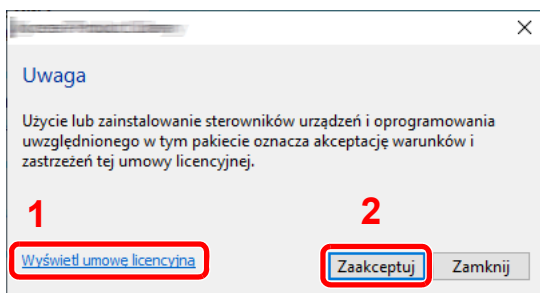 Uwaga
Użycie lub zainstalowanie sterowników urządzeń i oprogramowania
uwzględnionego w tym pakiecie oznacza akceptację warunków i
zastrzeżeń tej umowy licencyjnej.
1
2
Wyświetl umowę licencyjną
Zaakceptuj
Zamknij